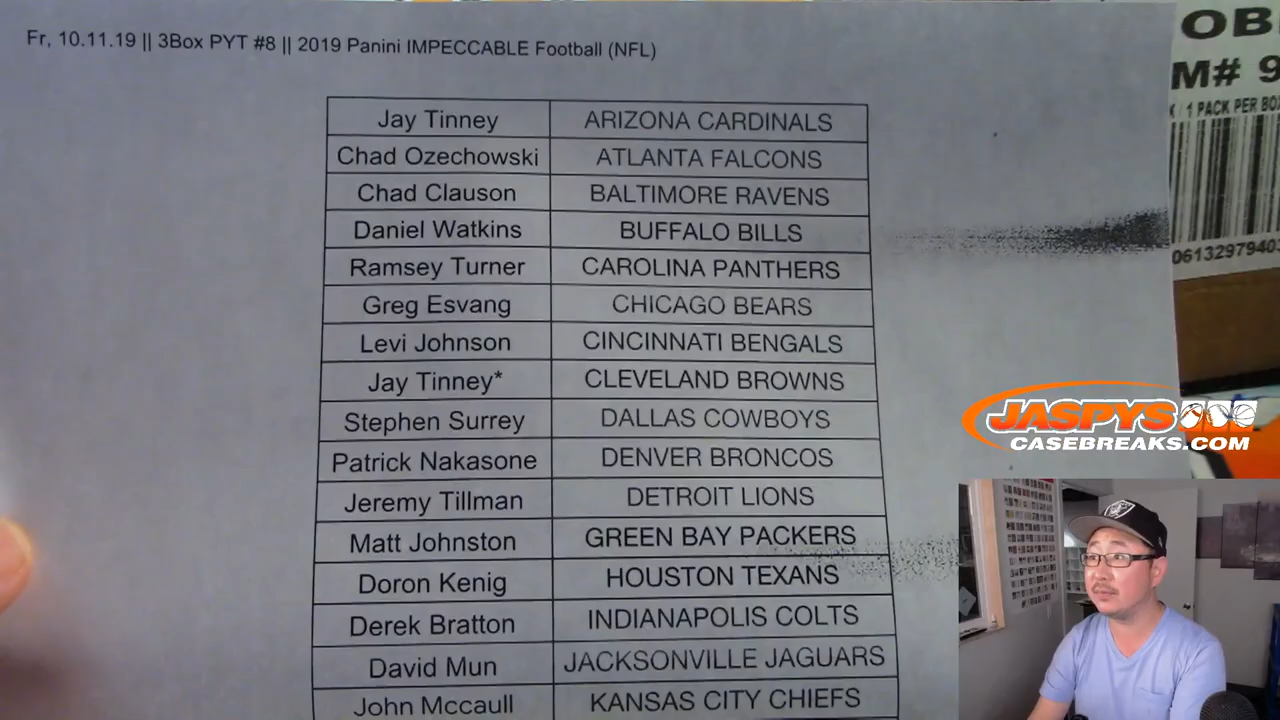 Fr, 10.11.19 || 3Box PYT #8 || 2019 Panini IMPECCABLE Football (NFL)
Jay Tinney ARIZONA CARDINALS
Chad Ozechowski ATLANTA FALCONS
Chad Clauson BALTIMORE RAVENS
Daniel Watkins BUFFALO BILLS
Ramsey Turner CAROLINA PANTHERS
Greg Esvang CHICAGO BEARS
Levi Johnson CINCINNATI BENGALS
Jay Tinney* CLEVELAND BROWNS
Stephen Surrey DALLAS COWBOYS
Patrick Nakasone DENVER BRONCOS
Jeremy Tillman DETROIT LIONS
Matt Johnston GREEN BAY PACKERS
Doron Kenig HOUSTON TEXANS
Derek Bratton INDIANAPOLIS COLTS
David Mun JACKSONVILLE JAGUARS
John Mccaull KANSAS CITY CHIEFS
OB
M# 9
1 PACK PER BOX
0613297940
JASPYS
CASEBREAKS.COM